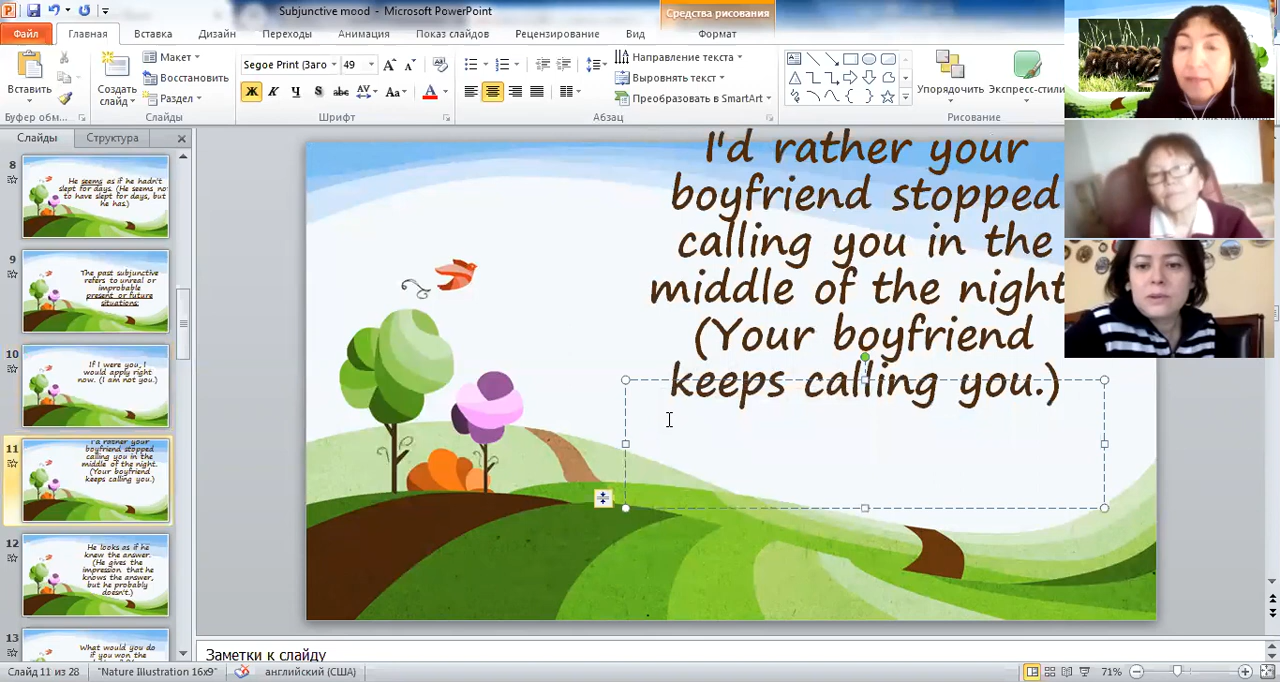 Subjunctive mood - Microsoft PowerPoint
Средства рисования
Файл
Главная
Вставка
Дизайн
Переходы
Анимация
Показ слайдов
Рецензирование
Вид
Формат
Вставить
Буфер обм...
Создать
слайд
Макет
Восстановить
Раздел
Слайды
Segoe Print (Заго
49
Ж К Ч S abc AV Aa A
Шрифт
Направление текста
Выровнять текст
Преобразовать в SmartArt
Абзац
Упорядочить
Экспресс-стили
Рисование
Слайды
Структура
8
He seems as if he hadn't
slept for days. (He seems no
to have slept for days, but
he has.)
9
The past subjunctive
refers to unreal or
improbable
present or future
situations:
10
If I were you, I
would apply right
now. (I am not you.)
11
I'd rather your
boyfriend stopped
calling you in the
middle of the night.
(Your boyfriend
keeps calling you.)
12
He looks as if he
knew the answer.
(He gives the
impression that he
knows the answer,
but he probably
doesn't.)
13
What would you do
if you won the
I'd rather your
boyfriend stopped
calling you in the
middle of the night
(Your boyfriend
keeps calling you.)
Заметки к слайду
Слайд 11 из 28
"Nature Illustration 16x9"
английский (США)
71%